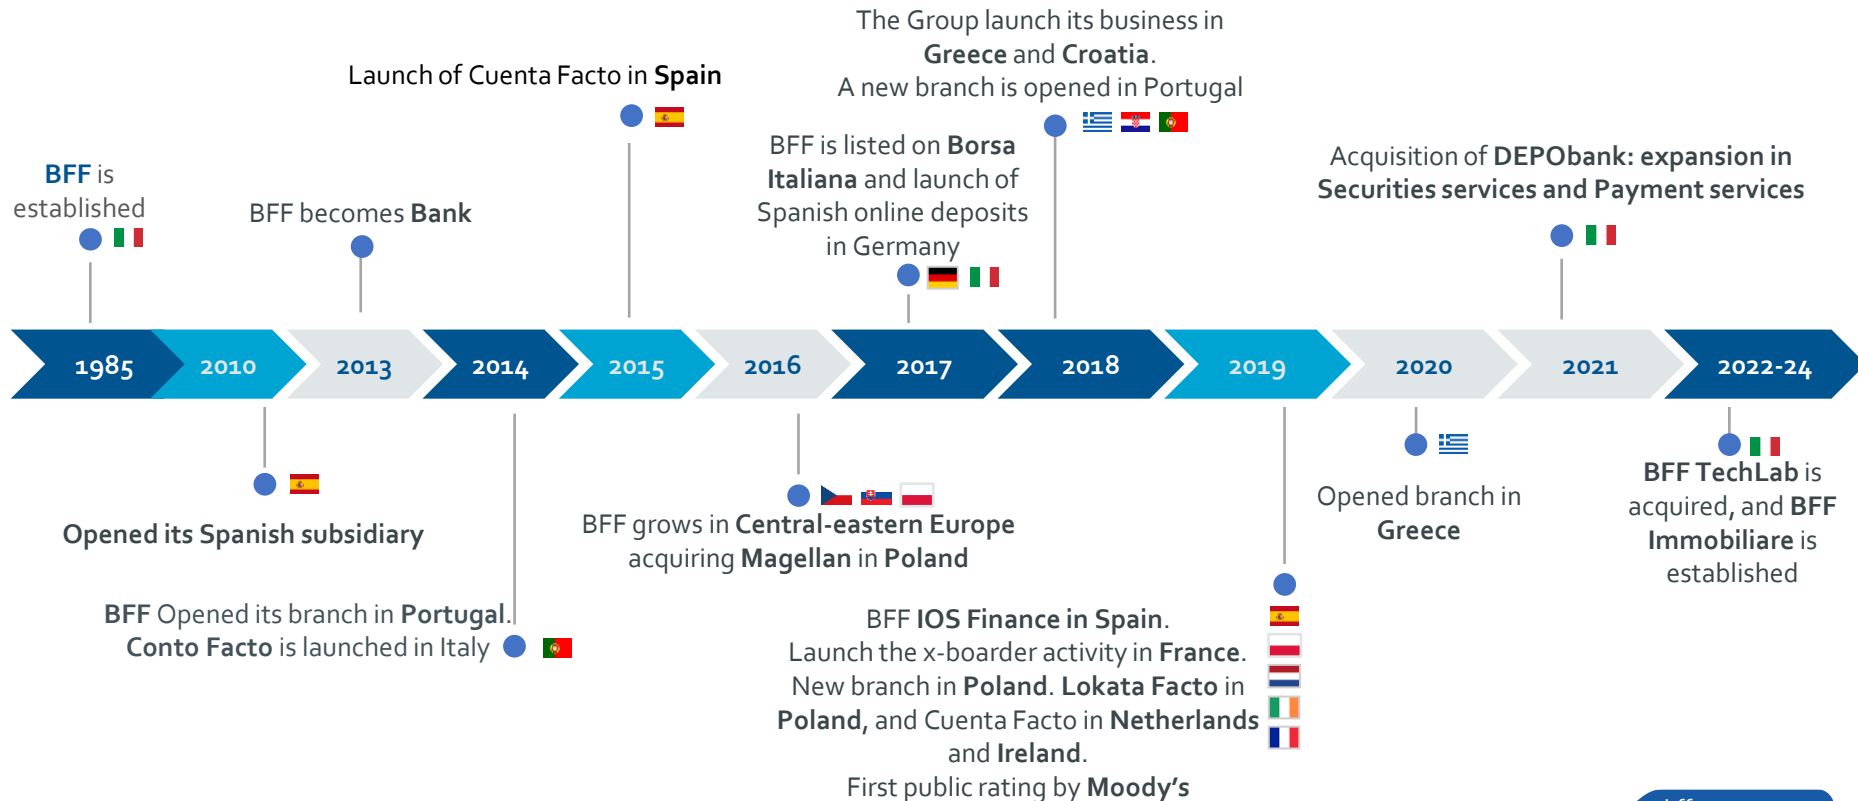 The Group launch its business in
Greece and Croatia.
A new branch is opened in Portugal
Launch of Cuenta Facto in Spain
BFF is listed on Borsa
Italiana and launch of
Spanish online deposits
in Germany
Acquisition of DEPObank: expansion in
Securities services and Payment services
BFF is
established
BFF becomes Bank
1985
2010
2013
2014
2015
2016
2017
2018
2019
2020
2021
2022-24
Opened its Spanish subsidiary
BFF Opened its branch in Portugal.
Conto Facto is launched in Italy
BFF grows in Central-eastern Europe
acquiring Magellan in Poland
BFF IOS Finance in Spain.
Launch the x-boarder activity in France.
New branch in Poland. Lokata Facto in
Poland, and Cuenta Facto in Netherlands
and Ireland.
First public rating by Moody's
Opened branch in
Greece
BFF TechLab is
acquired, and BFF
Immobiliare is
established